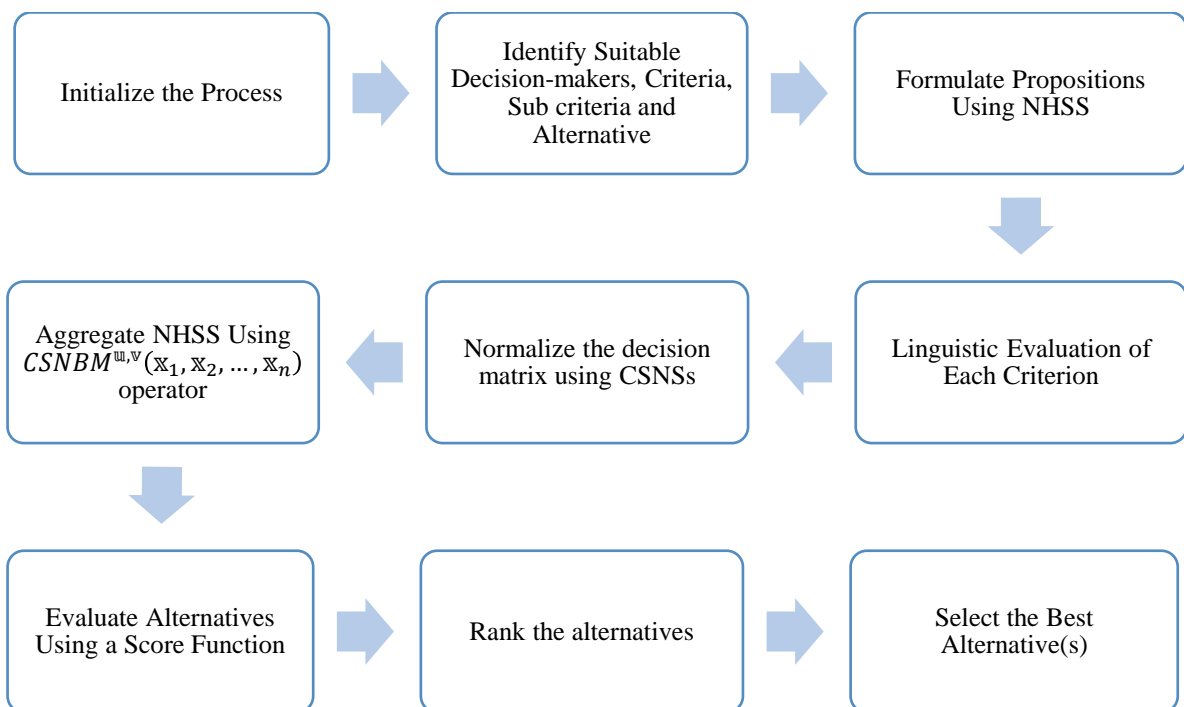 Initialize the Process
Identify Suitable
Decision-makers, Criteria,
Sub criteria and
Alternative
Formulate Propositions
Using NHSS
Linguistic Evaluation of
Each Criterion
Normalize the decision
matrix using CSNSs
Aggregate NHSS Using
𝐶𝑆𝑁𝐵𝑀^{𝕦,𝕧}(𝕩₁, 𝕩₂, … , 𝕩ₙ)
operator
Evaluate Alternatives
Using a Score Function
Rank the alternatives
Select the Best
Alternative(s)